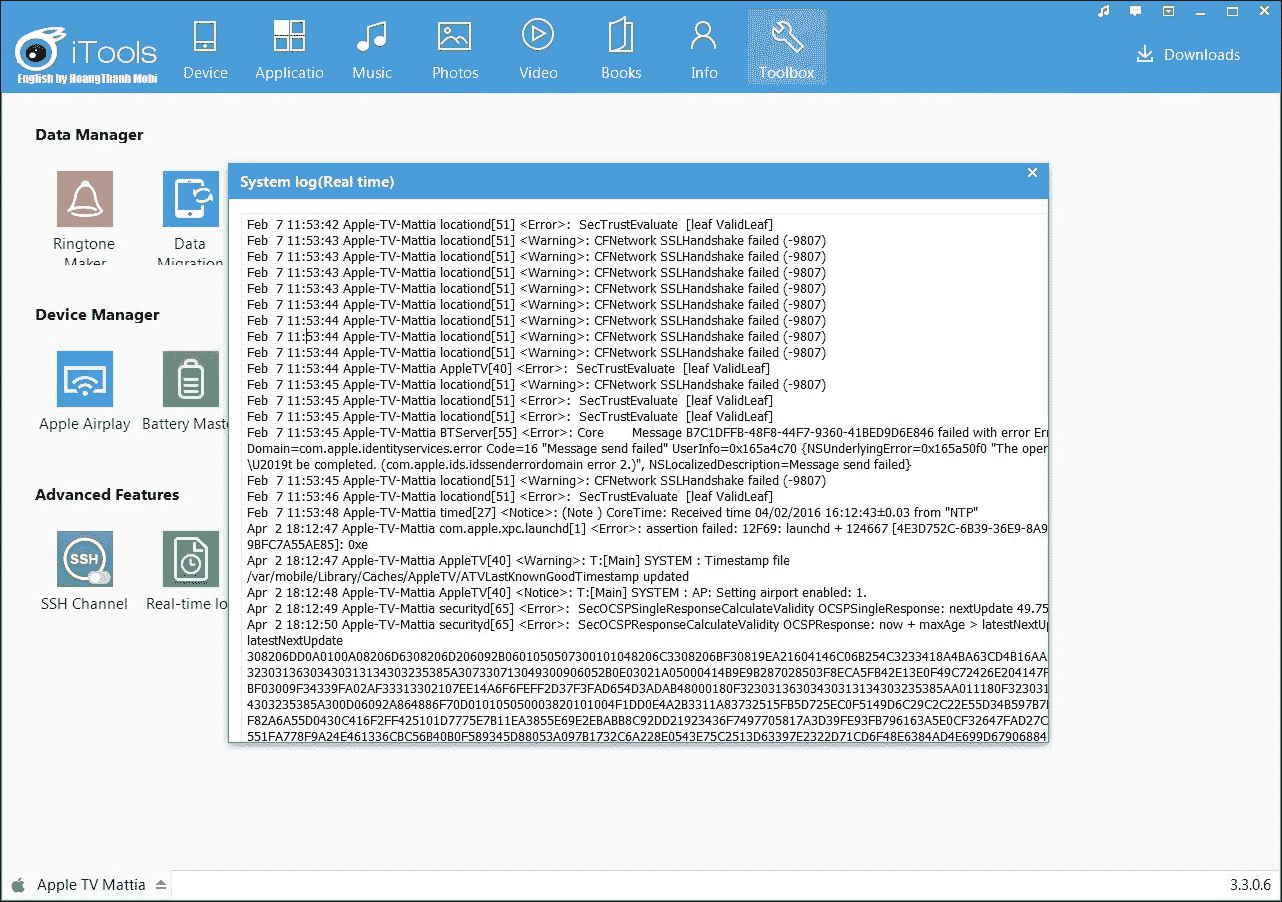 iTools
English by HoangThanh Mobi
Device
Applicatio
Music
Photos
Video
Books
Info
Toolbox
Downloads
Data Manager
Ringtone
Maker
Data
Migration
Device Manager
Apple Airplay
Battery Maste
Advanced Features
SSH
SSH Channel
Real-time lo
System log(Real time)
Feb 7 11:53:42 Apple-TV-Mattia locationd[51] <Error>: SecTrustEvaluate [leaf ValidLeaf]
Feb 7 11:53:43 Apple-TV-Mattia locationd[51] <Warning>: CFNetwork SSLHandshake failed (-9807)
Feb 7 11:53:43 Apple-TV-Mattia locationd[51] <Warning>: CFNetwork SSLHandshake failed (-9807)
Feb 7 11:53:43 Apple-TV-Mattia locationd[51] <Warning>: CFNetwork SSLHandshake failed (-9807)
Feb 7 11:53:43 Apple-TV-Mattia locationd[51] <Warning>: CFNetwork SSLHandshake failed (-9807)
Feb 7 11:53:44 Apple-TV-Mattia locationd[51] <Warning>: CFNetwork SSLHandshake failed (-9807)
Feb 7 11:53:44 Apple-TV-Mattia locationd[51] <Warning>: CFNetwork SSLHandshake failed (-9807)
Feb 7 11:53:44 Apple-TV-Mattia locationd[51] <Warning>: CFNetwork SSLHandshake failed (-9807)
Feb 7 11:53:44 Apple-TV-Mattia locationd[51] <Warning>: CFNetwork SSLHandshake failed (-9807)
Feb 7 11:53:44 Apple-TV-Mattia AppleTV[40] <Error>: SecTrustEvaluate [leaf ValidLeaf]
Feb 7 11:53:45 Apple-TV-Mattia locationd[51] <Warning>: CFNetwork SSLHandshake failed (-9807)
Feb 7 11:53:45 Apple-TV-Mattia locationd[51] <Error>: SecTrustEvaluate [leaf ValidLeaf]
Feb 7 11:53:45 Apple-TV-Mattia locationd[51] <Error>: SecTrustEvaluate [leaf ValidLeaf]
Feb 7 11:53:45 Apple-TV-Mattia BTServer[55] <Error>: Core Message B7C1DFFB-48F8-44F7-9360-41BED9D6E846 failed with error Err
Domain=com.apple.identityservices.error Code=16 "Message send failed" UserInfo=0x165a4c70 {NSUnderlyingError=0x165a50f0 "The oper
\U2019t be completed. (com.apple.ids.idssenderrordomain error 2.)", NSLocalizedDescription=Message send failed}
Feb 7 11:53:45 Apple-TV-Mattia locationd[51] <Warning>: CFNetwork SSLHandshake failed (-9807)
Feb 7 11:53:46 Apple-TV-Mattia locationd[51] <Error>: SecTrustEvaluate [leaf ValidLeaf]
Feb 7 11:53:48 Apple-TV-Mattia timed[27] <Notice>: (Note ) CoreTime: Received time 04/02/2016 16:12:43±0.03 from "NTP"
Apr 2 18:12:47 Apple-TV-Mattia com.apple.xpc.launchd[1] <Error>: assertion failed: 12F69: launchd + 124667 [4E3D752C-6B39-36E9-8A9
9BFC7A55AE85]: 0xe
Apr 2 18:12:47 Apple-TV-Mattia AppleTV[40] <Warning>: T:[Main] SYSTEM : Timestamp file
/var/mobile/Library/Caches/AppleTV/ATVLastKnownGoodTimestamp updated
Apr 2 18:12:48 Apple-TV-Mattia AppleTV[40] <Notice>: T:[Main] SYSTEM : AP: Setting airport enabled: 1.
Apr 2 18:12:49 Apple-TV-Mattia securityd[65] <Error>: SecOCSPSingleResponseCalculateValidity OCSPSingleResponse: nextUpdate 49.75
Apr 2 18:12:50 Apple-TV-Mattia securityd[65] <Error>: SecOCSPResponseCalculateValidity OCSPResponse: now + maxAge > latestNextUp
latestNextUpdate
308206DD0A0100A08206D6308206D206092B0601050507300101048206C3308206BF30819EA21604146C06B254C3233418A4BA63CD4B16AA
32303136303430313134303235385A307330713049300906052B0E03021A05000414B9E9B287028503F8ECA5FB42E13E0F49C72426E204147F
BF03009F34339FA02AF33313302107EE14A6F6FEFF2D37F3FAD654D3ADAB48000180F32303136303430313134303235385AA011180F323031
4303235385A300D06092A864886F70D010105050003820101004F1DD0E4A2B3311A83732515FB5D725EC0F5149D6C29C2C22E55D34B597B7
F82A6A55D0430C416F2FF425101D7775E7B11EA3855E69E2EBABB8C92DD21923436F7497705817A3D39FE93FB796163A5E0CF32647FAD27C
551FA778F9A24E461336CBC56B40B0F589345D88053A097B1732C6A228E0543E75C2513D63397E2322D71CD6F48E6384AD4E699D67906884
Apple TV Mattia
3.3.0.6